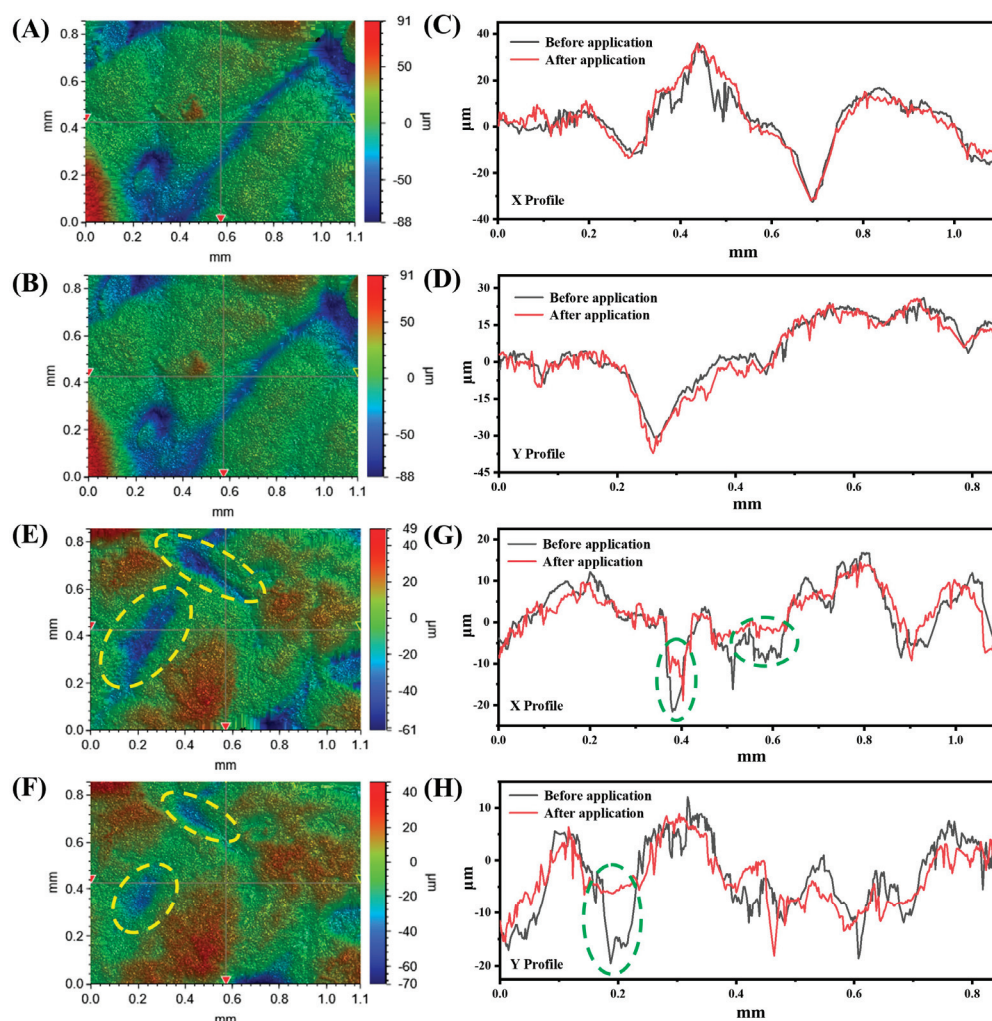 (A)
0.8
0.6
mm
0.4
0.2
0.0
0.0 0.2 0.4 0.6 0.8 1.0 1.1
mm
91
50
0
-50
-88
µm
(C)
Before application
After application
40
20
0
-20
-40
µm
X Profile
0.0 0.2 0.4 0.6 0.8 1.0
mm
(B)
0.8
0.6
mm
0.4
0.2
0.0
0.0 0.2 0.4 0.6 0.8 1.0 1.1
mm
91
50
0
-50
-88
µm
(D)
Before application
After application
30
15
0
-15
-30
-45
µm
Y Profile
0.0 0.2 0.4 0.6 0.8
mm
(E)
0.8
0.6
mm
0.4
0.2
0.0
0.0 0.2 0.4 0.6 0.8 1.0 1.1
mm
49
40
20
0
-20
-40
-61
µm
(G)
Before application
After application
20
10
0
-10
-20
µm
X Profile
0.0 0.2 0.4 0.6 0.8 1.0
mm
(F)
0.8
0.6
mm
0.4
0.2
0.0
0.0 0.2 0.4 0.6 0.8 1.0 1.1
mm
40
20
0
-20
-40
-70
µm
(H)
Before application
After application
10
0
-10
-20
µm
Y Profile
0.0 0.2 0.4 0.6 0.8
mm